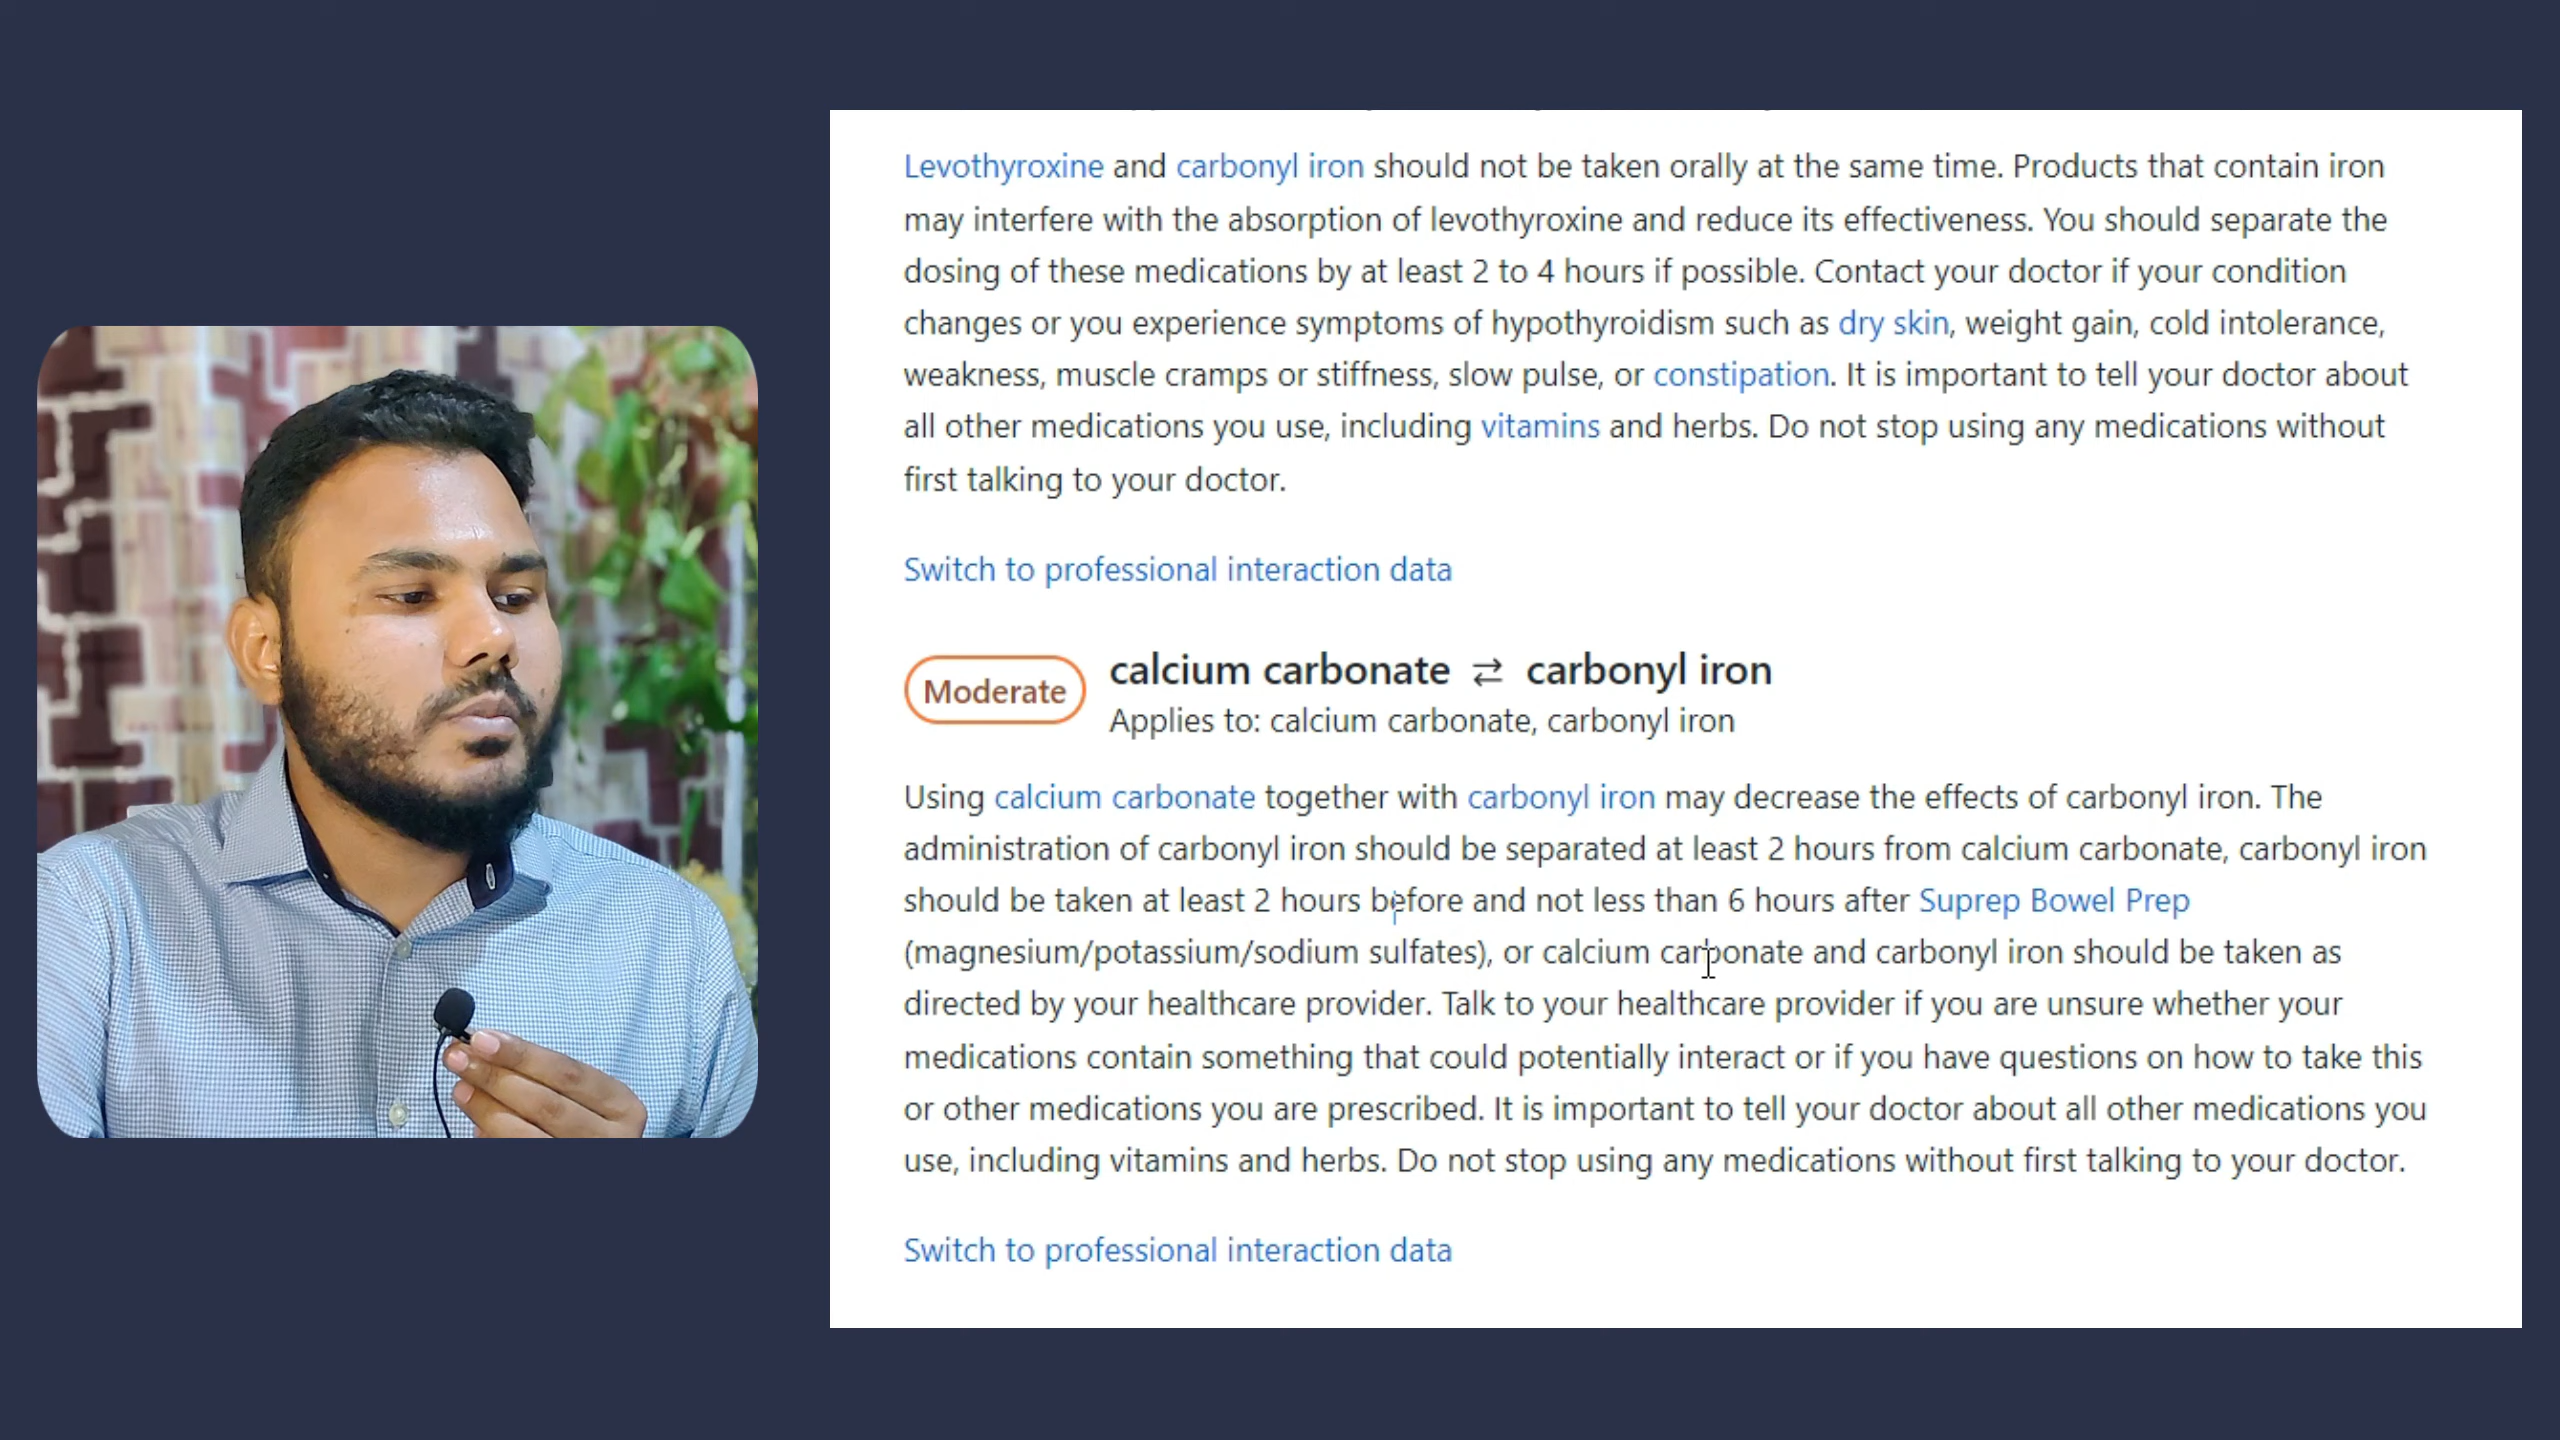 Levothyroxine and carbonyl iron should not be taken orally at the same time. Products that contain iron
may interfere with the absorption of levothyroxine and reduce its effectiveness. You should separate the
dosing of these medications by at least 2 to 4 hours if possible. Contact your doctor if your condition
changes or you experience symptoms of hypothyroidism such as dry skin, weight gain, cold intolerance,
weakness, muscle cramps or stiffness, slow pulse, or constipation. It is important to tell your doctor about
all other medications you use, including vitamins and herbs. Do not stop using any medications without
first talking to your doctor.
Switch to professional interaction data
Moderate
calcium carbonate ⇄ carbonyl iron
Applies to: calcium carbonate, carbonyl iron
Using calcium carbonate together with carbonyl iron may decrease the effects of carbonyl iron. The
administration of carbonyl iron should be separated at least 2 hours from calcium carbonate, carbonyl iron
should be taken at least 2 hours before and not less than 6 hours after Suprep Bowel Prep
(magnesium/potassium/sodium sulfates), or calcium carbonate and carbonyl iron should be taken as
directed by your healthcare provider. Talk to your healthcare provider if you are unsure whether your
medications contain something that could potentially interact or if you have questions on how to take this
or other medications you are prescribed. It is important to tell your doctor about all other medications you
use, including vitamins and herbs. Do not stop using any medications without first talking to your doctor.
Switch to professional interaction data